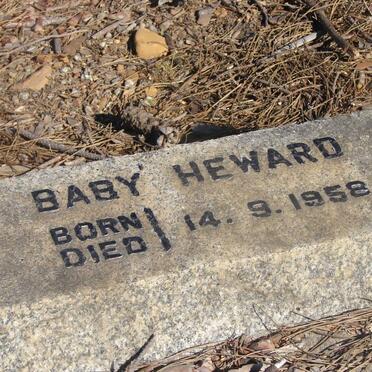 BABY HEWARD
BORN
DIED
14. 9. 1958